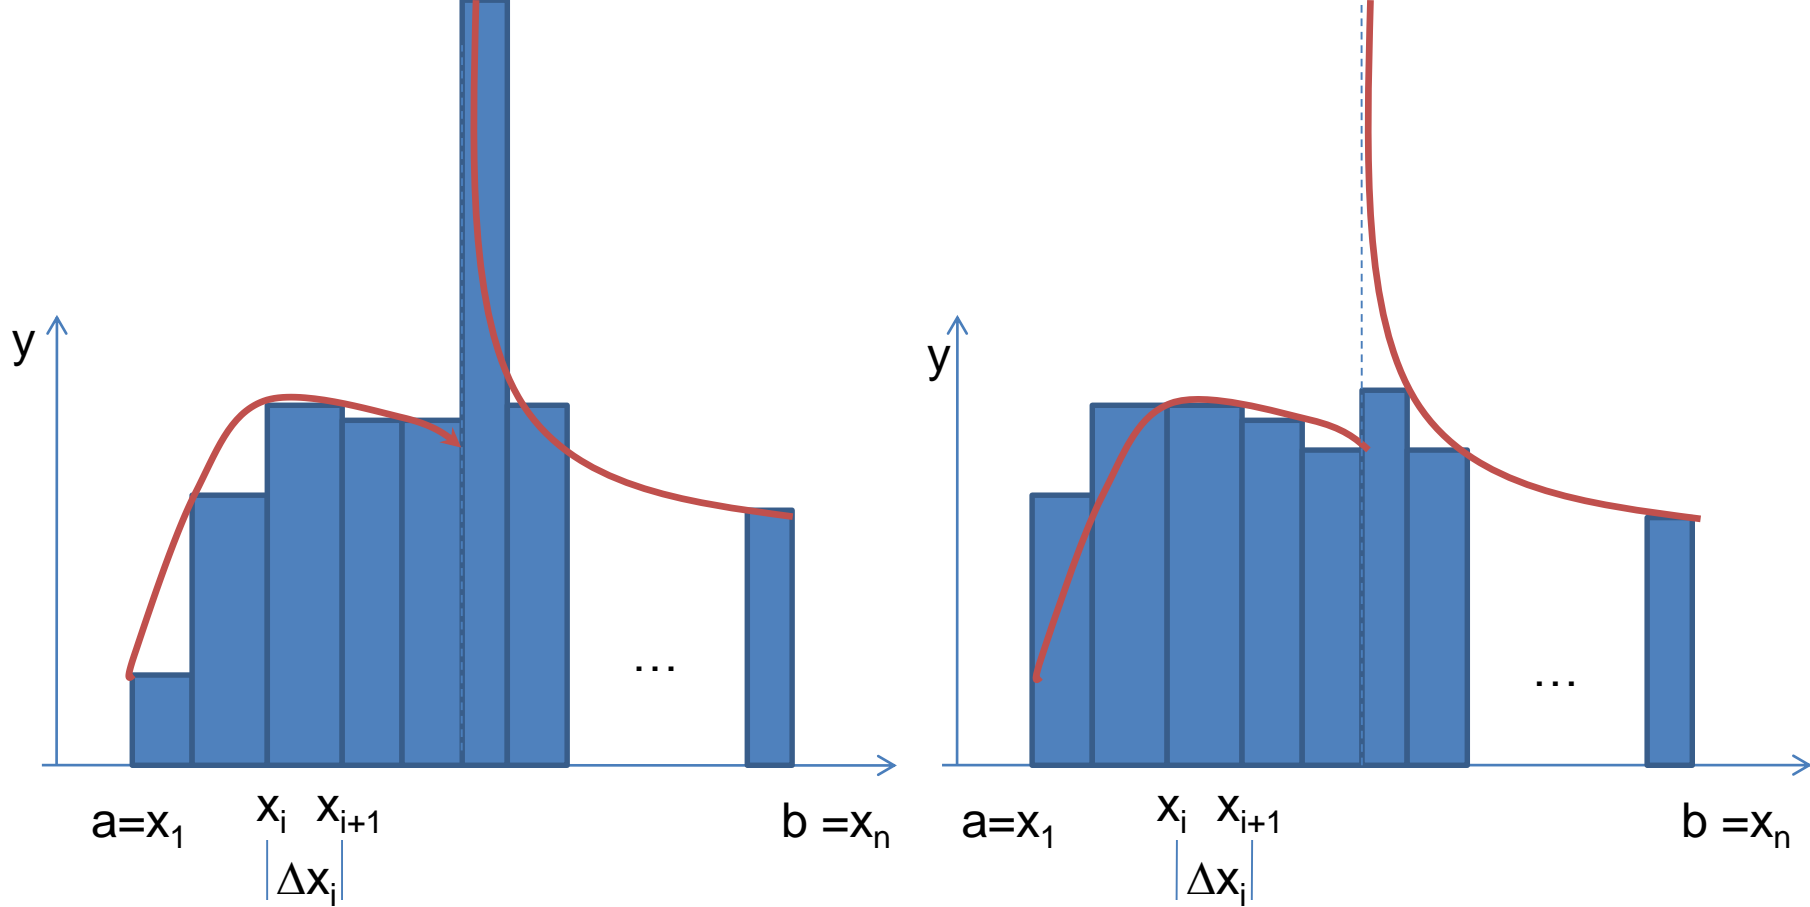 y
y
…
…
a=x₁
xᵢ
xᵢ₊₁
b =xₙ
a=x₁
xᵢ
xᵢ₊₁
b =xₙ
Δxᵢ
Δxᵢ